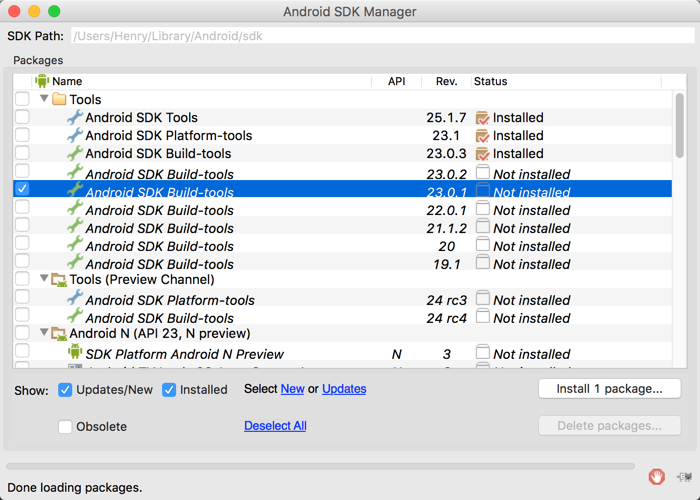 Android SDK Manager
SDK Path: /Users/Henry/Library/Android/sdk
Packages
Name API Rev. Status
Tools
Android SDK Tools 25.1.7 Installed
Android SDK Platform-tools 23.1 Installed
Android SDK Build-tools 23.0.3 Installed
Android SDK Build-tools 23.0.2 Not installed
Android SDK Build-tools 23.0.1 Not installed
Android SDK Build-tools 22.0.1 Not installed
Android SDK Build-tools 21.1.2 Not installed
Android SDK Build-tools 20 Not installed
Android SDK Build-tools 19.1 Not installed
Tools (Preview Channel)
Android SDK Platform-tools 24 rc3 Not installed
Android SDK Build-tools 24 rc4 Not installed
Android N (API 23, N preview)
SDK Platform Android N Preview N 3 Not installed
Show: Updates/New Installed Select New or Updates Install 1 package...
Obsolete Deselect All Delete packages...
Done loading packages.